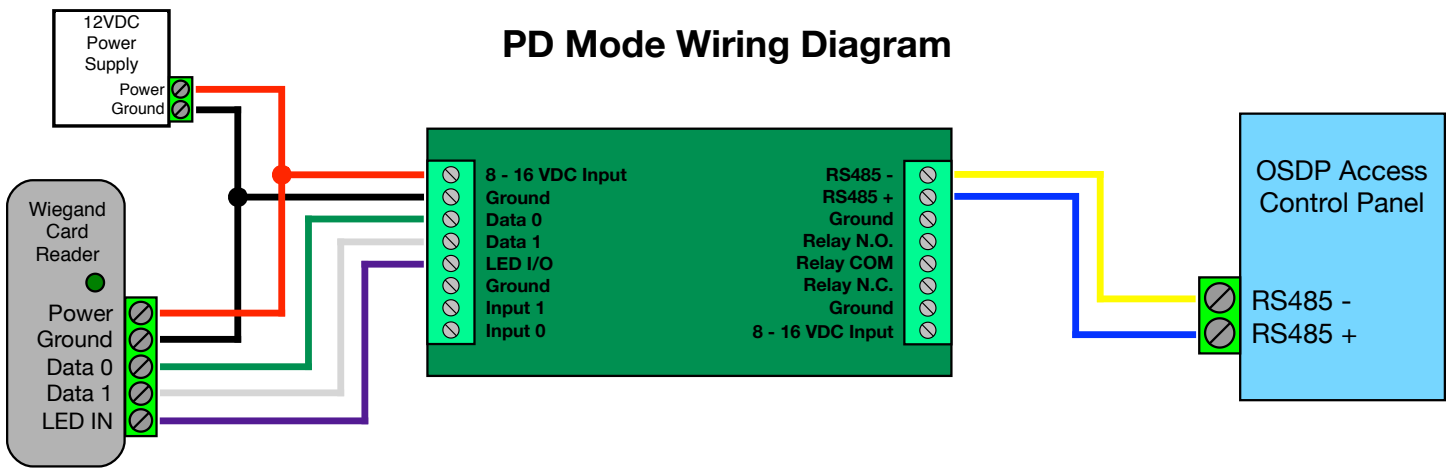 PD Mode Wiring Diagram
12VDC
Power
Supply
Power
Ground
Wiegand
Card
Reader
Power
Ground
Data 0
Data 1
LED IN
8 - 16 VDC Input
Ground
Data 0
Data 1
LED I/O
Ground
Input 1
Input 0
RS485 -
RS485 +
Ground
Relay N.O.
Relay COM
Relay N.C.
Ground
8 - 16 VDC Input
OSDP Access
Control Panel
RS485 -
RS485 +